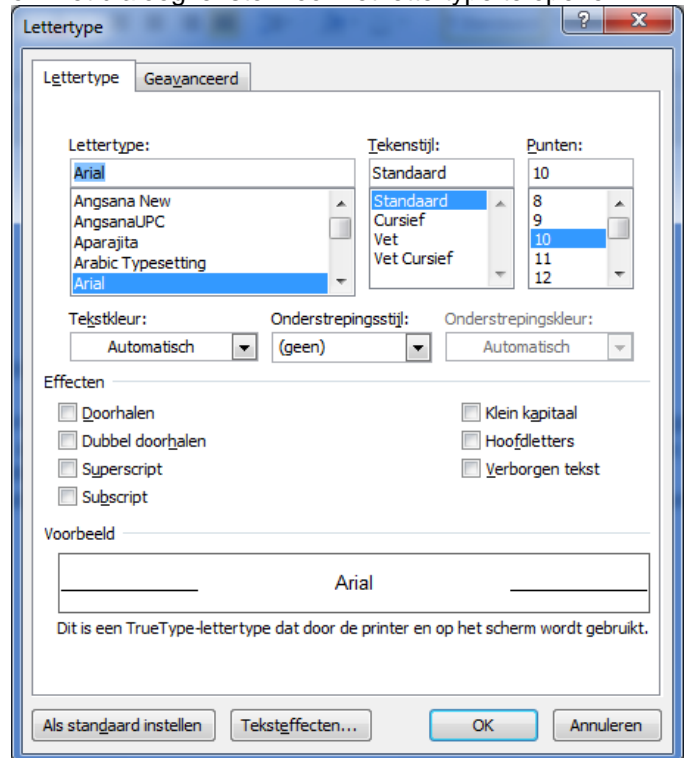 Lettertype
? X
Lettertype Geavanceerd
Lettertype: Tekenstijl: Punten:
Arial Standaard 10
Angsana New Standaard 8
AngsanaUPC Cursief 9
Aparajita Vet 10
Arabic Typesetting Vet Cursief 11
Arial 12
Tekstkleur: Onderstrepingsstijl: Onderstrepingskleur:
Automatisch (geen) Automatisch
Effecten
Doorhalen Klein kapitaal
Dubbel doorhalen Hoofdletters
Superscript Verborgen tekst
Subscript
Voorbeeld
Arial
Dit is een TrueType-lettertype dat door de printer en op het scherm wordt gebruikt.
Als standaard instellen Teksteffecten... OK Annuleren